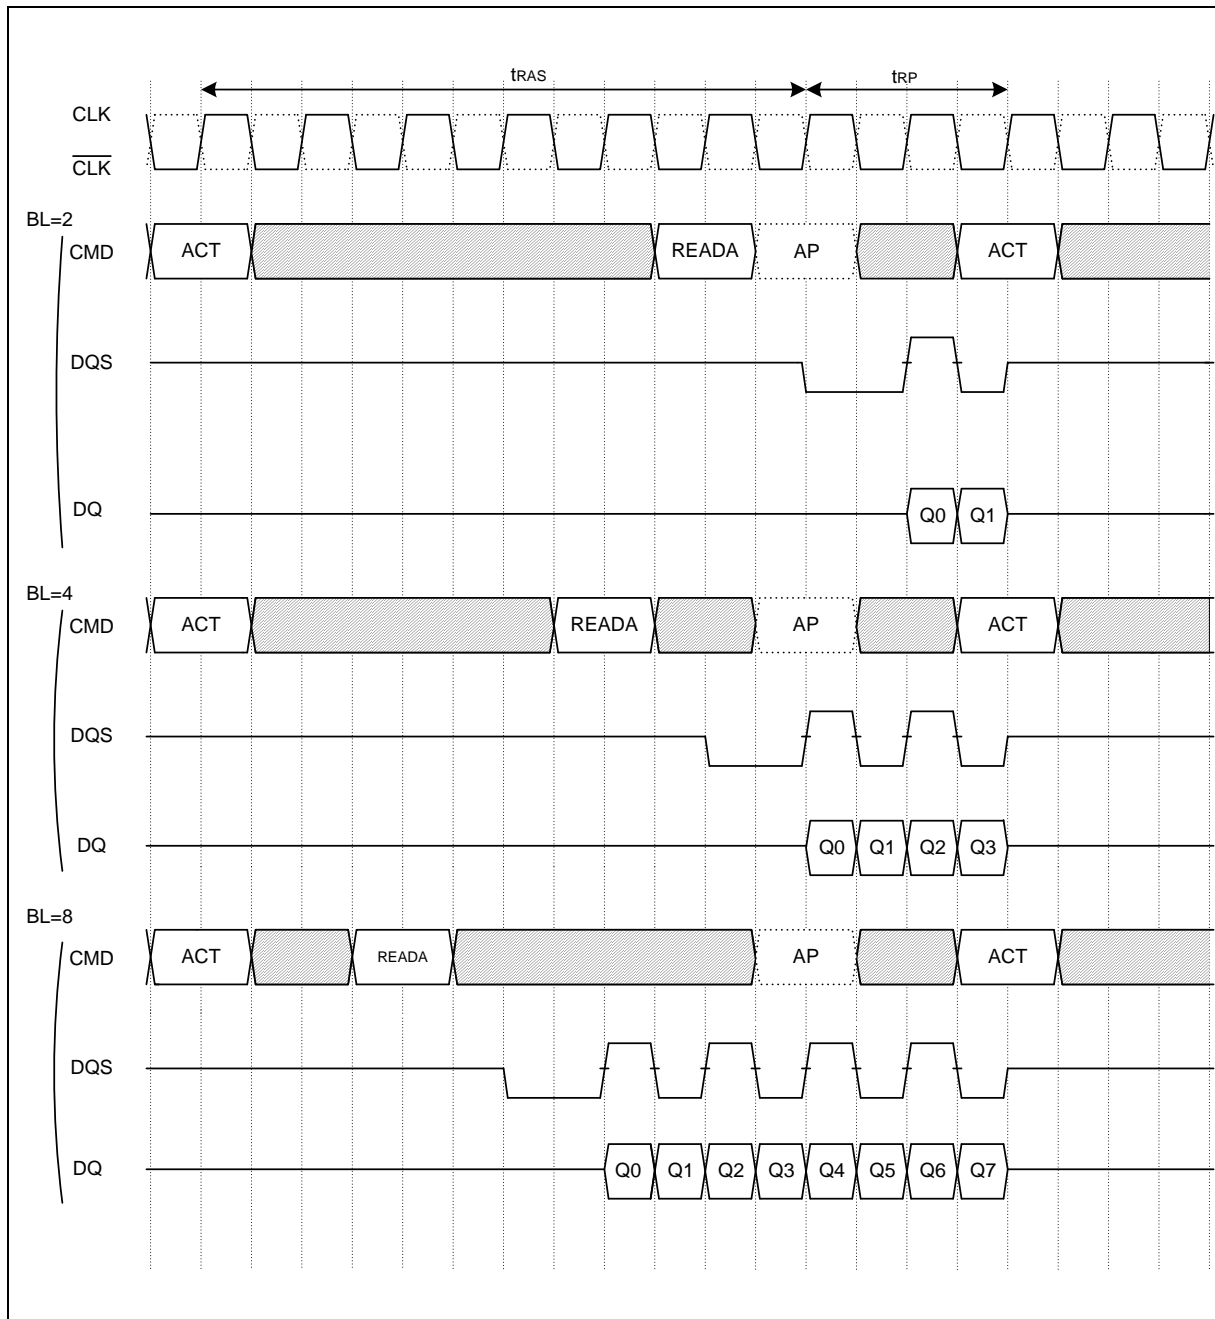 tRAS tRP
CLK
CLK
BL=2
CMD ACT READA AP ACT
DQS
DQ Q0 Q1
BL=4
CMD ACT READA AP ACT
DQS
DQ Q0 Q1 Q2 Q3
BL=8
CMD ACT READA AP ACT
DQS
DQ Q0 Q1 Q2 Q3 Q4 Q5 Q6 Q7